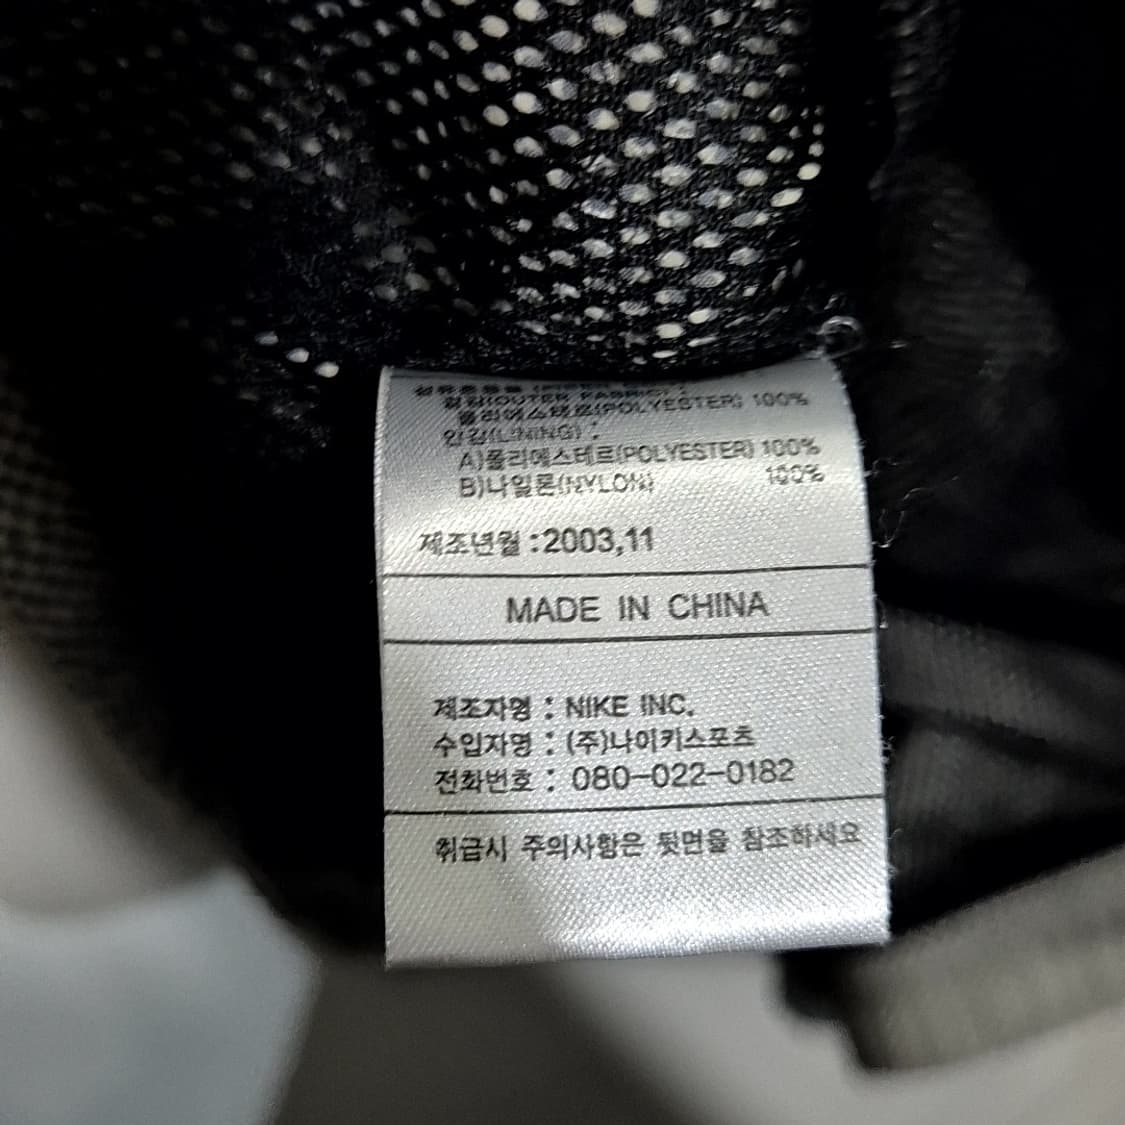 겉감(OUTER FABRIC) :
폴리에스테르(POLYESTER) 100%
안감(LINING) :
A)폴리에스테르(POLYESTER) 100%
B)나일론(NYLON) 100%
제조년월 : 2003,11
MADE IN CHINA
제조자명 : NIKE INC.
수입자명 : (주)나이키스포츠
전화번호 : 080-022-0182
취급시 주의사항은 뒷면을 참조하세요